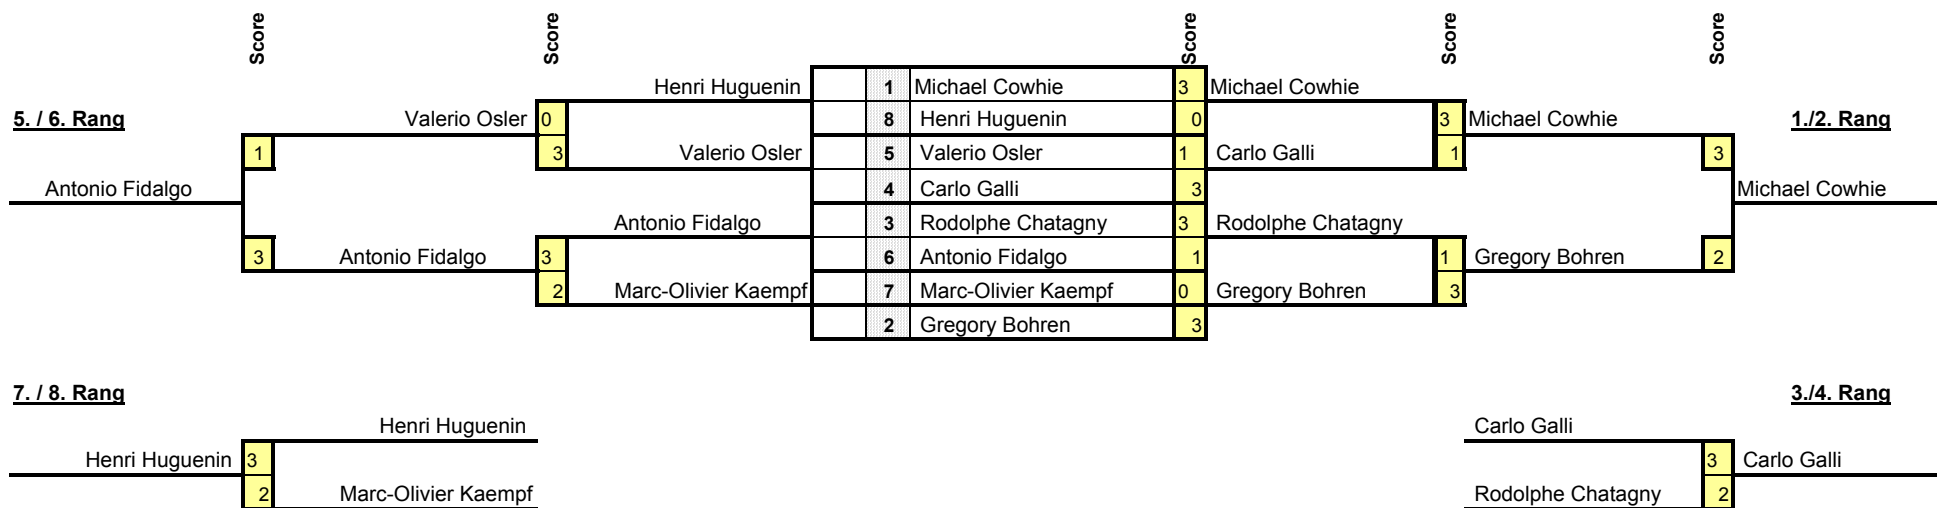 Score Score Score Score Score
Henri Huguenin 1 Michael Cowhie 3 Michael Cowhie
5. / 6. Rang Valerio Osler 0 8 Henri Huguenin 0 3 Michael Cowhie 1./2. Rang
1 3 Valerio Osler 5 Valerio Osler 1 Carlo Galli 1 3
Antonio Fidalgo 4 Carlo Galli 3 Michael Cowhie
Antonio Fidalgo 3 Rodolphe Chatagny 3 Rodolphe Chatagny
3 Antonio Fidalgo 3 6 Antonio Fidalgo 1 1 Gregory Bohren 2
2 Marc-Olivier Kaempf 7 Marc-Olivier Kaempf 0 Gregory Bohren 3
2 Gregory Bohren 3
7. / 8. Rang 3./4. Rang
Henri Huguenin Carlo Galli
Henri Huguenin 3 3 Carlo Galli
2 Marc-Olivier Kaempf Rodolphe Chatagny 2